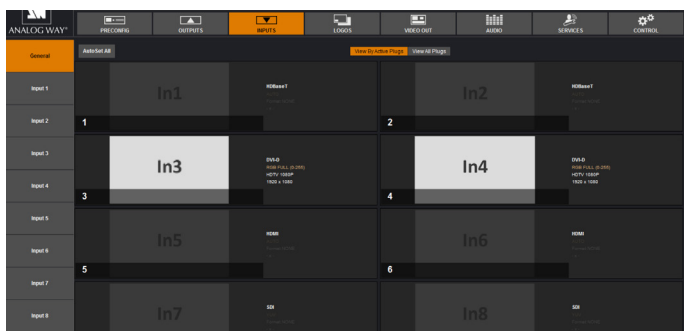 ANALOG WAY®
PRECONFIG
OUTPUTS
INPUTS
LOGOS
VIDEO OUT
AUDIO
SERVICES
CONTROL
General
AutoSet All
View By Active Plugs
View All Plugs
Input 1
Input 2
Input 3
Input 4
Input 5
Input 6
Input 7
Input 8
In1
HDBaseT
1
In2
HDBaseT
2
In3
DVI-D
RGB FULL (0-255)
HDTV 1080P
1920 x 1080
3
In4
DVI-D
RGB FULL (0-255)
HDTV 1080P
1920 x 1080
4
In5
HDMI
5
In6
HDMI
6
In7
SDI
In8
SDI